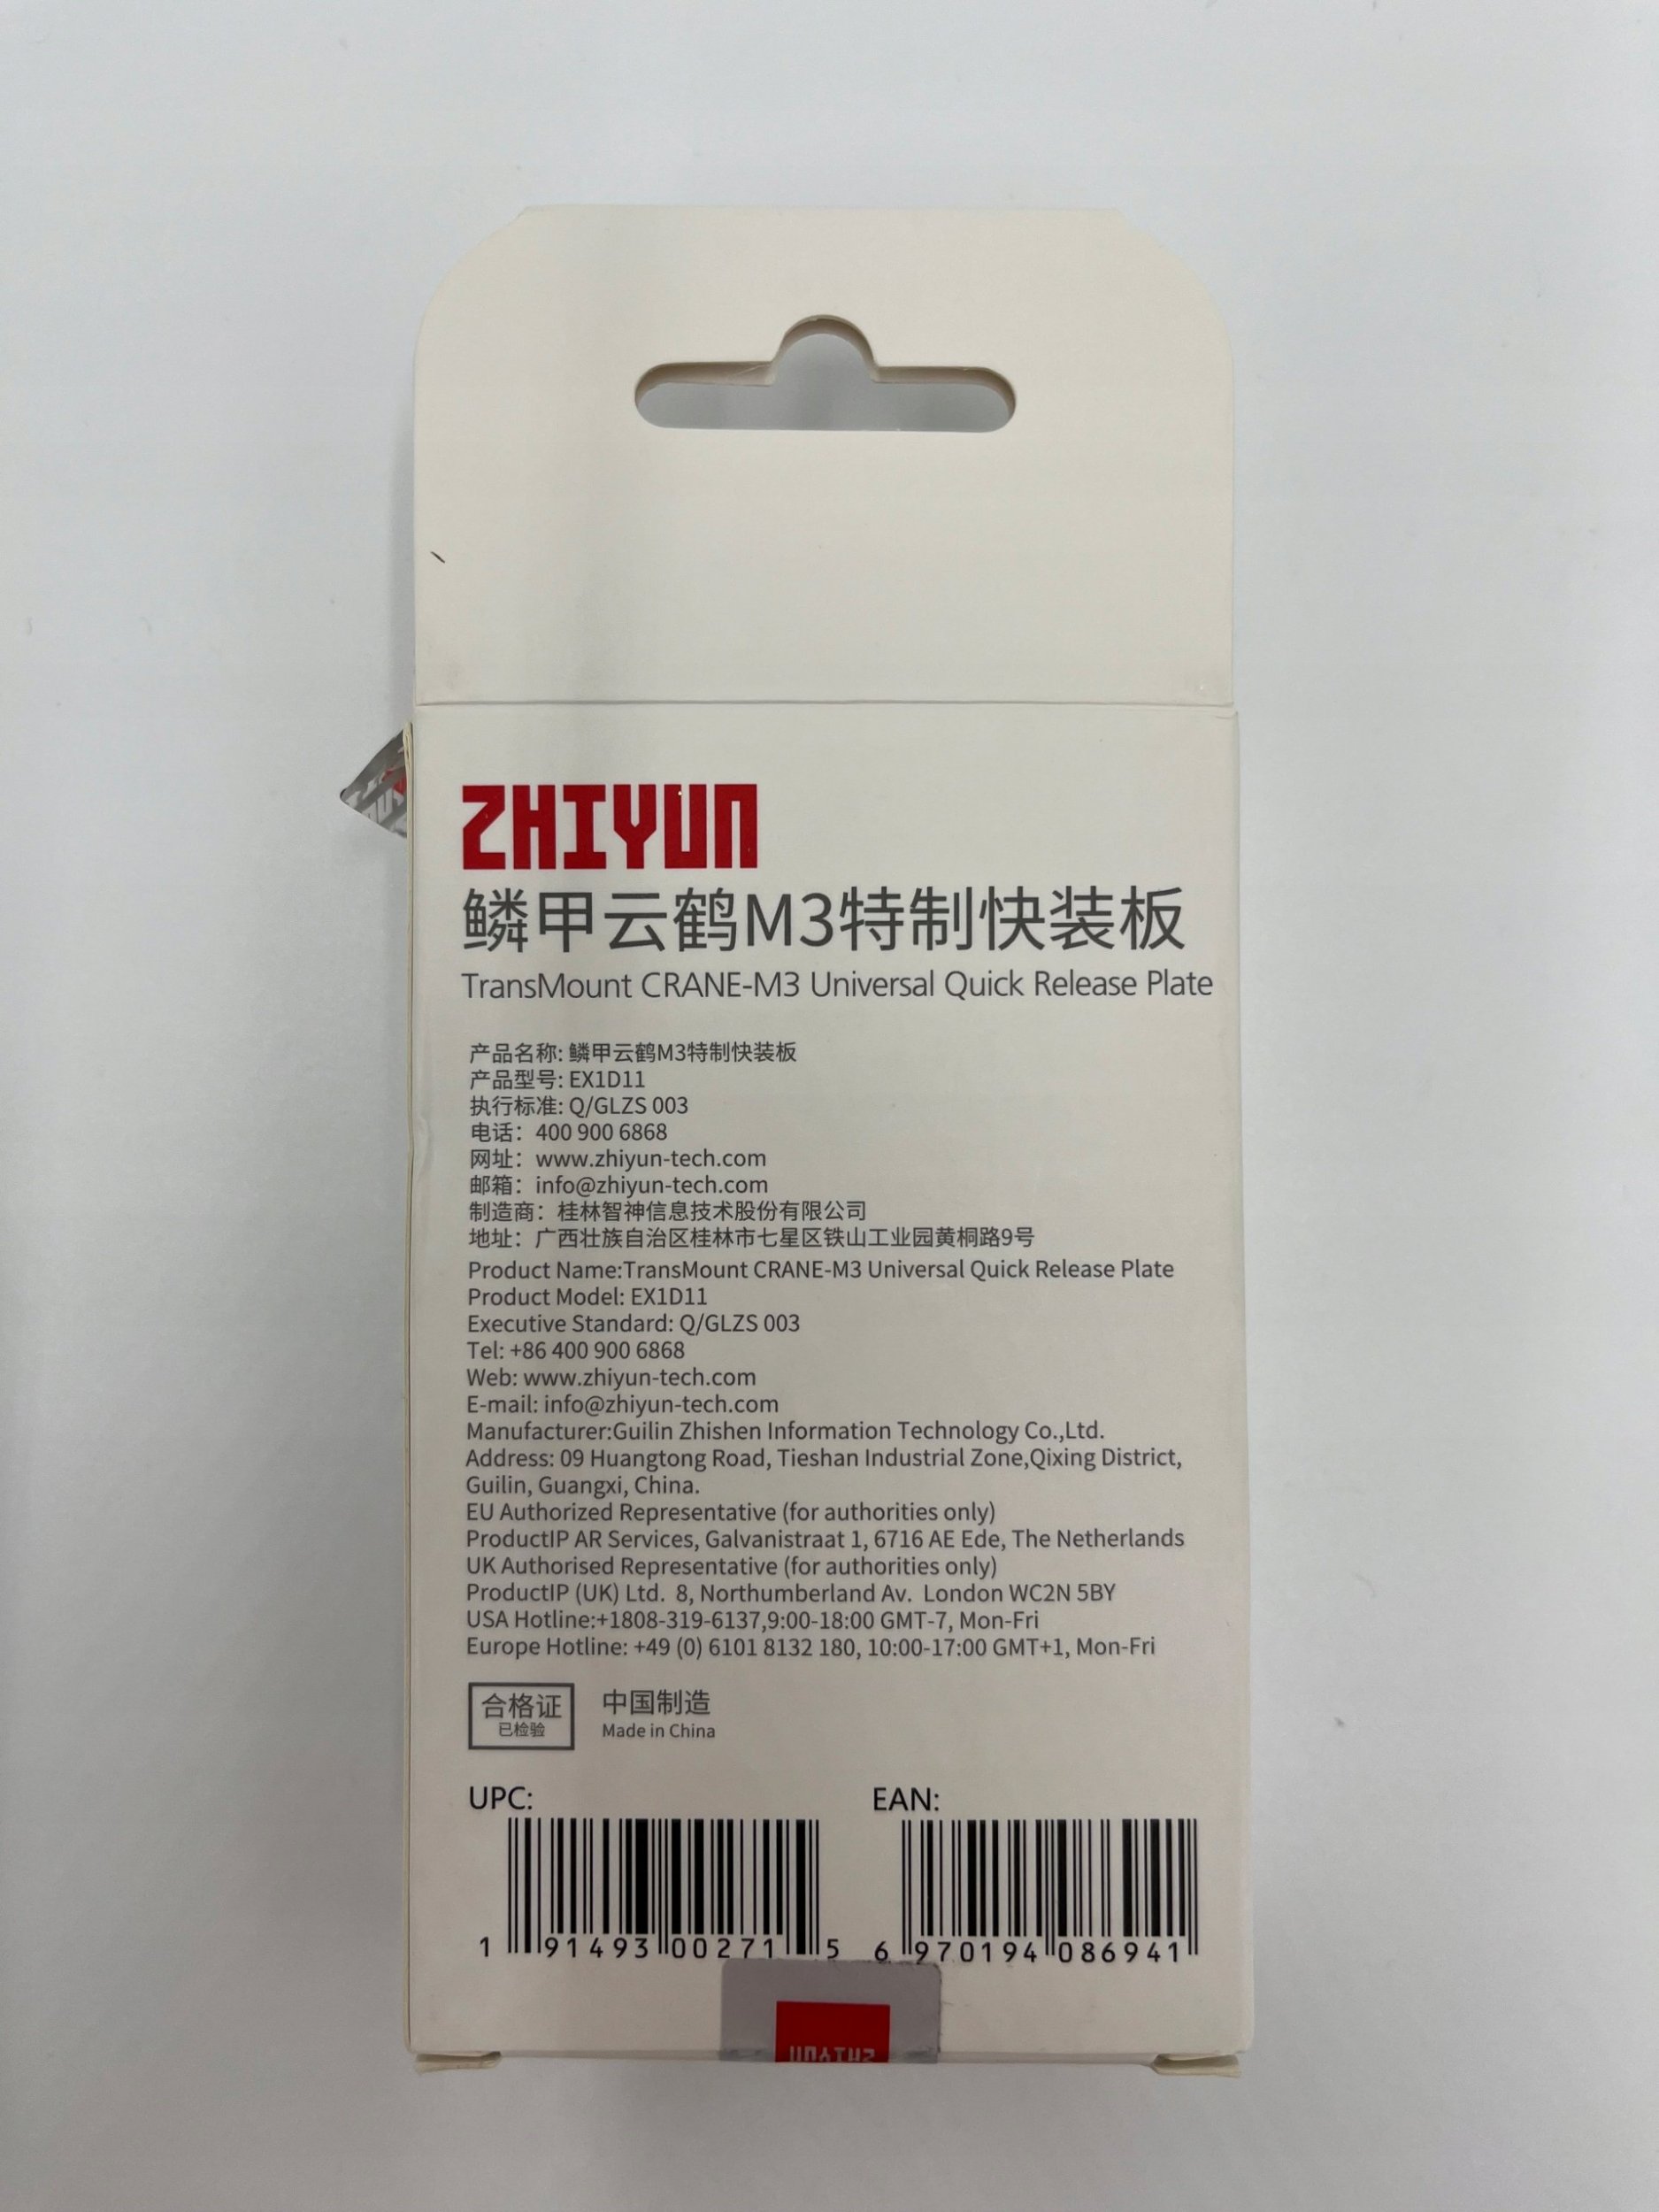 ZHIYUN
鳞甲云鹤M3特制快装板
TransMount CRANE-M3 Universal Quick Release Plate
产品名称: 鳞甲云鹤M3特制快装板
产品型号: EX1D11
执行标准: Q/GLZS 003
电话：400 900 6868
网址：www.zhiyun-tech.com
邮箱：info@zhiyun-tech.com
制造商：桂林智神信息技术股份有限公司
地址：广西壮族自治区桂林市七星区铁山工业园黄桐路9号
Product Name:TransMount CRANE-M3 Universal Quick Release Plate
Product Model: EX1D11
Executive Standard: Q/GLZS 003
Tel: +86 400 900 6868
Web: www.zhiyun-tech.com
E-mail: info@zhiyun-tech.com
Manufacturer:Guilin Zhishen Information Technology Co.,Ltd.
Address: 09 Huangtong Road, Tieshan Industrial Zone,Qixing District,
Guilin, Guangxi, China.
EU Authorized Representative (for authorities only)
ProductIP AR Services, Galvanistraat 1, 6716 AE Ede, The Netherlands
UK Authorised Representative (for authorities only)
ProductIP (UK) Ltd. 8, Northumberland Av. London WC2N 5BY
USA Hotline:+1808-319-6137,9:00-18:00 GMT-7, Mon-Fri
Europe Hotline: +49 (0) 6101 8132 180, 10:00-17:00 GMT+1, Mon-Fri
合格证 中国制造
已检验 Made in China
UPC: EAN:
1 91493 00271 5 6 970194 086941
ZHIYUN